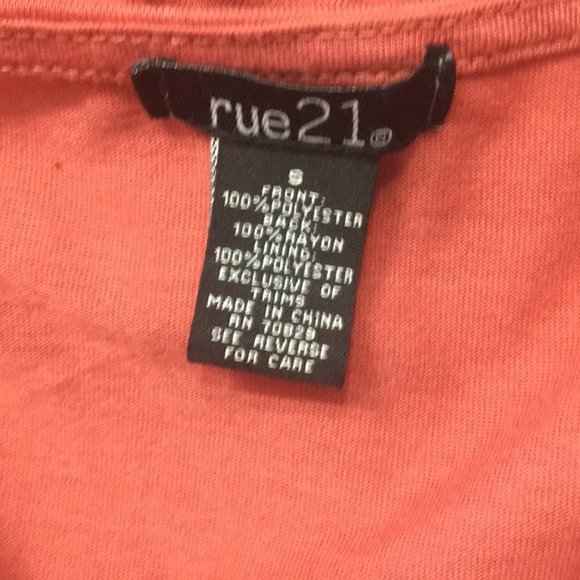 rue21®
S
FRONT:
100%POLYESTER
BACK:
100%RAYON
LINING:
100%POLYESTER
EXCLUSIVE OF
TRIMS
MADE IN CHINA
RN 70829
SEE REVERSE
FOR CARE